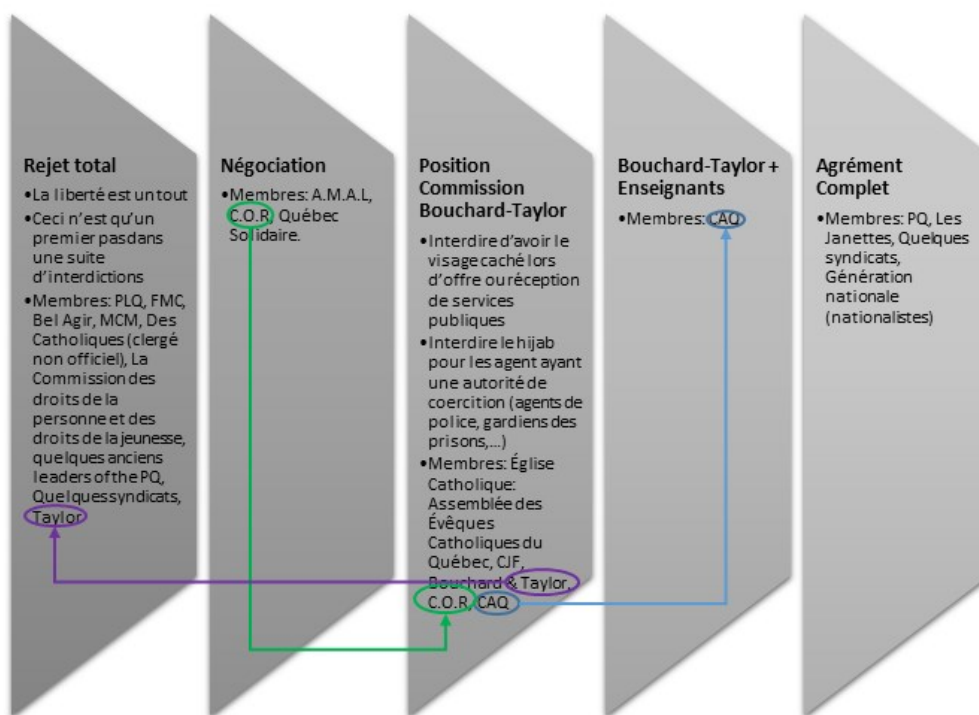 Rejet total
•La liberté est un tout
•Ceci n'est qu'un
premier pasdans
une suite
d'interdictions
•Membres: PLQ, FMC,
Bel Agir, MCM, Des
Catholiques (clergé
non officiel), La
Commission des
droits de la
personne et des
droits de la jeunesse,
quelques anciens
leaders of the PQ,
Quelques syndicats,
Taylor
Négociation
•Membres: A.M.A.L,
C.O.R, Québec
Solidaire.
Position
Commission
Bouchard-Taylor
•Interdire d'avoir le
visage caché lors
d'offre ou réception
de services
publiques
•Interdire le hijab
pour les agent ayant
une autorité de
coercition (agents de
police, gardiens des
prisons,...)
•Membres: Église
Catholique:
Assemblée des
Évêques
Catholiques du
Québec, CJF,
Bouchard & Taylor,
C.O.R, CAQ
Bouchard-Taylor +
Enseignants
•Membres: CAQ
Agrément
Complet
•Membres: PQ, Les
Janettes, Quelques
syndicats,
Génération
nationale
(nationalistes)